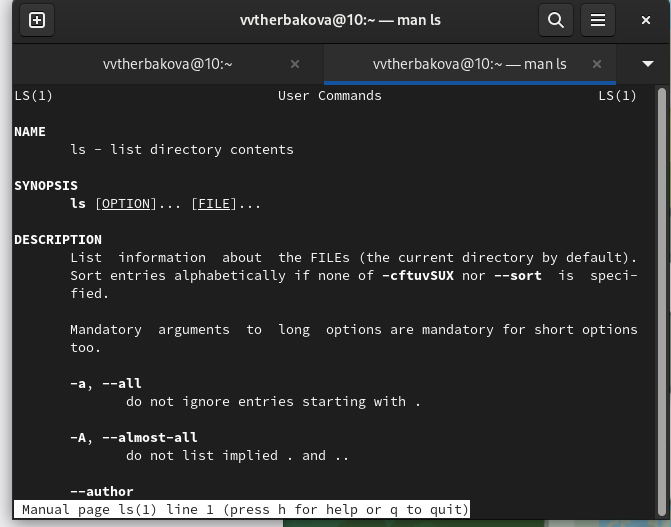 vvtherbakova@10:~ — man ls
vvtherbakova@10:~
vvtherbakova@10:~ — man ls
LS(1) User Commands LS(1)
NAME
ls - list directory contents
SYNOPSIS
ls [OPTION]... [FILE]...
DESCRIPTION
List information about the FILEs (the current directory by default).
Sort entries alphabetically if none of -cftuvSUX nor --sort is speci-
fied.
Mandatory arguments to long options are mandatory for short options
too.
-a, --all
do not ignore entries starting with .
-A, --almost-all
do not list implied . and ..
--author
Manual page ls(1) line 1 (press h for help or q to quit)